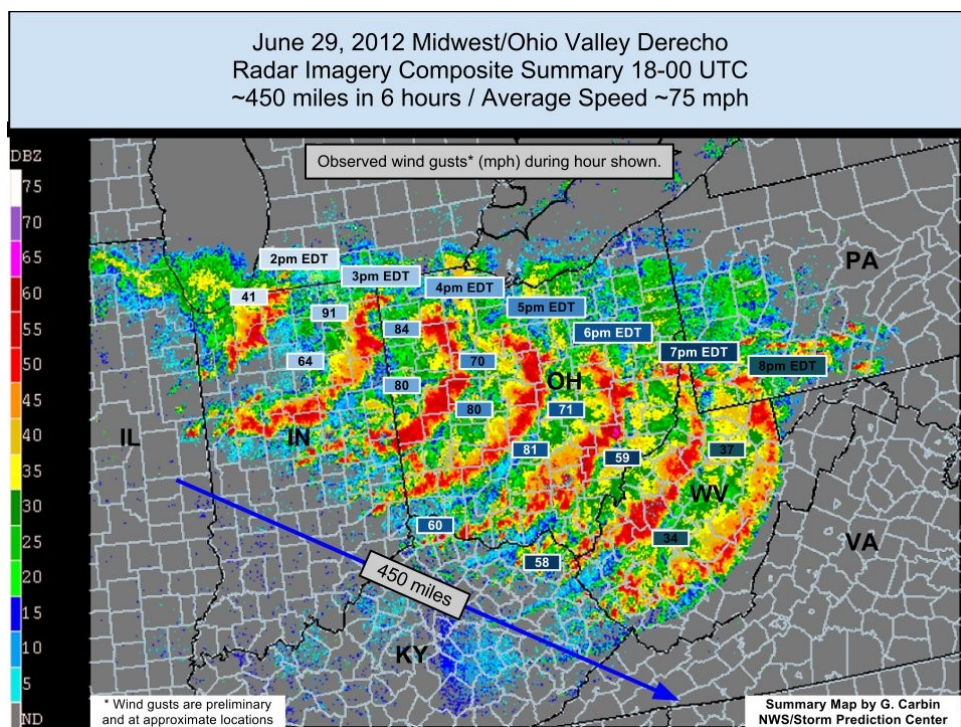 June 29, 2012 Midwest/Ohio Valley Derecho
Radar Imagery Composite Summary 18-00 UTC
~450 miles in 6 hours / Average Speed ~75 mph
Observed wind gusts* (mph) during hour shown.
DBZ
75
70
65
60
55
50
45
40
35
30
25
20
15
10
5
ND
2pm EDT
3pm EDT
4pm EDT
5pm EDT
6pm EDT
7pm EDT
8pm EDT
PA
41
91
84
64
70
80
OH
80
71
IL
IN
81
59
37
WV
60
34
VA
58
450 miles
KY
* Wind gusts are preliminary
and at approximate locations
Summary Map by G. Carbin
NWS/Storm Prediction Center